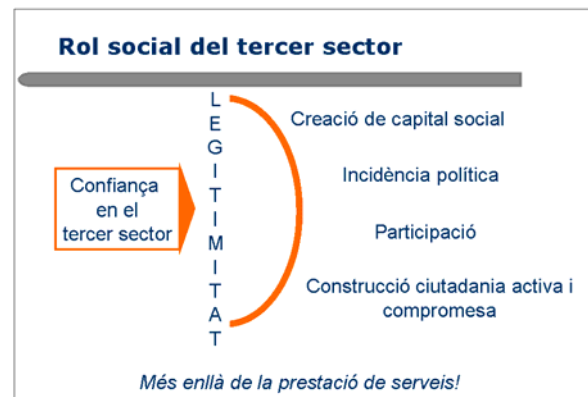 Rol social del tercer sector
Confiança
en el
tercer sector
L
E
G
I
T
I
M
I
T
A
T
Creació de capital social
Incidència política
Participació
Construcció ciutadania activa i
compromesa
Més enllà de la prestació de serveis!